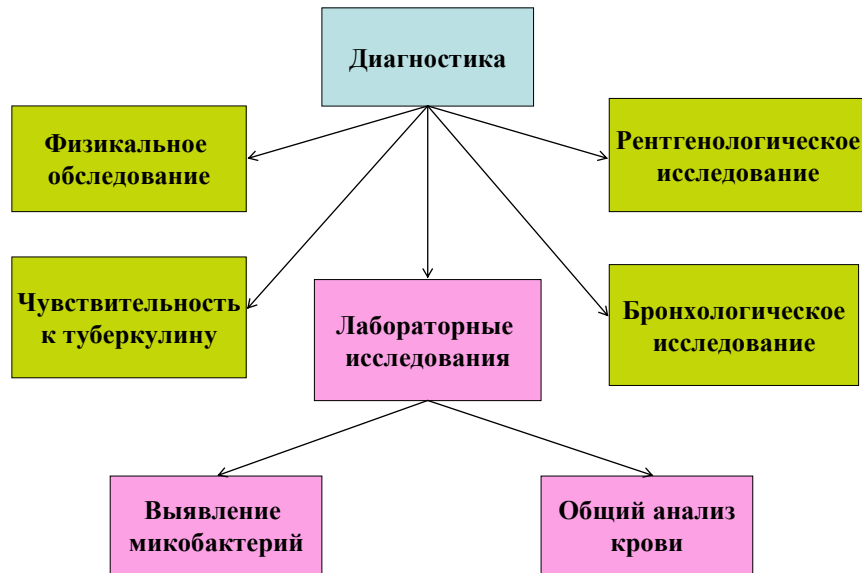 Диагностика
Физикальное
обследование
Рентгенологическое
исследование
Чувствительность
к туберкулину
Лабораторные
исследования
Бронхологическое
исследование
Выявление
микобактерий
Общий анализ
крови